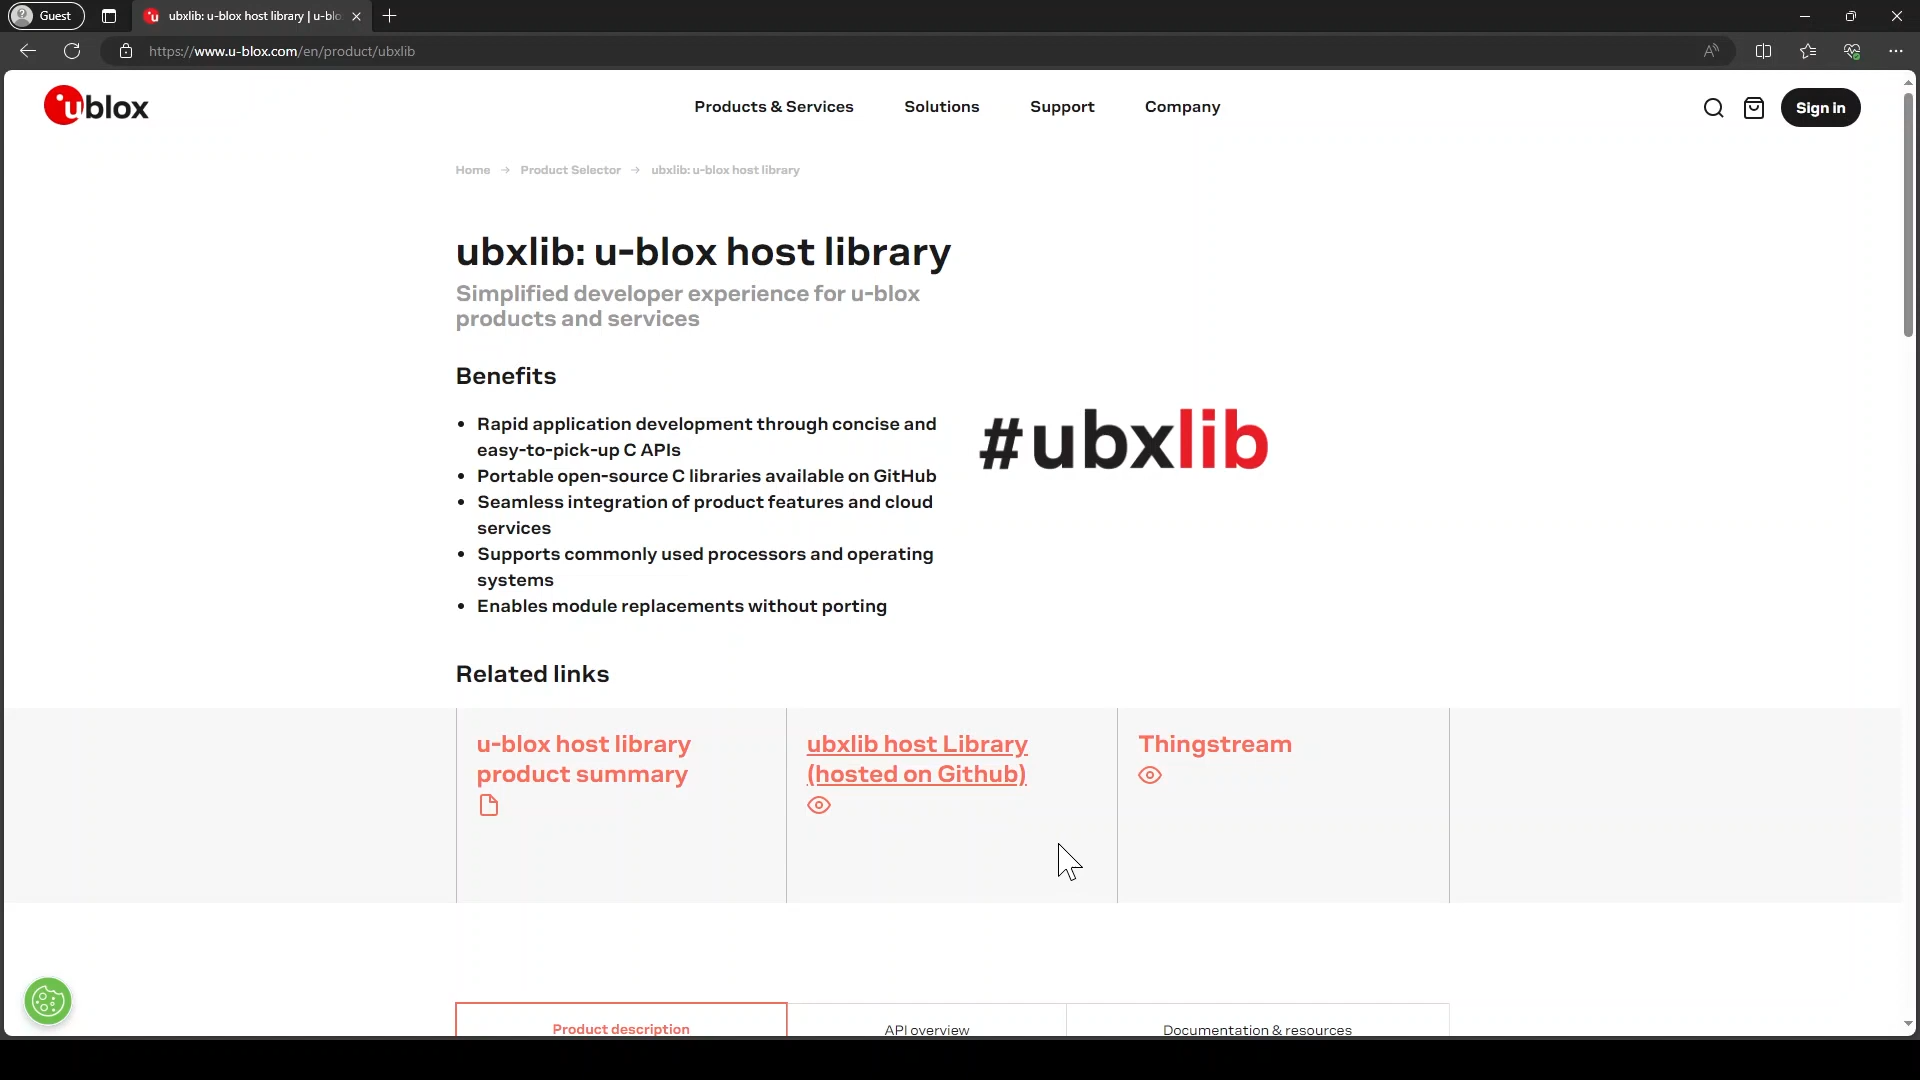 Guest
ubxlib: u-blox host library | u-blo
https://www.u-blox.com/en/product/ubxlib
ublox
Products & Services
Solutions
Support
Company
Sign in
Home → Product Selector → ubxlib: u-blox host library
ubxlib: u-blox host library
Simplified developer experience for u-blox
products and services
Benefits
• Rapid application development through concise and
easy-to-pick-up C APIs
• Portable open-source C libraries available on GitHub
• Seamless integration of product features and cloud
services
• Supports commonly used processors and operating
systems
• Enables module replacements without porting
#ubxlib
Related links
u-blox host library
product summary
ubxlib host Library
(hosted on Github)
Thingstream
Product description
API overview
Documentation & resources